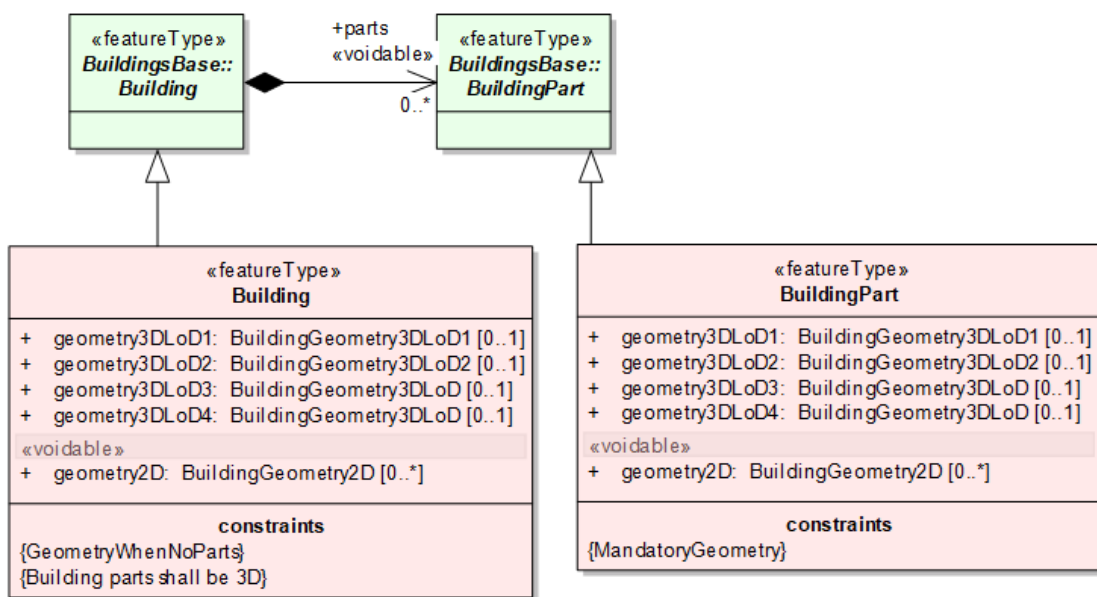 «featureType»
BuildingsBase::
Building
+parts
«voidable»
0..*
«featureType»
BuildingsBase::
BuildingPart
«featureType»
Building
+ geometry3DLoD1: BuildingGeometry3DLoD1 [0..1]
+ geometry3DLoD2: BuildingGeometry3DLoD2 [0..1]
+ geometry3DLoD3: BuildingGeometry3DLoD [0..1]
+ geometry3DLoD4: BuildingGeometry3DLoD [0..1]
«voidable»
+ geometry2D: BuildingGeometry2D [0..*]
constraints
{GeometryWhenNoParts}
{Building parts shall be 3D}
«featureType»
BuildingPart
+ geometry3DLoD1: BuildingGeometry3DLoD1 [0..1]
+ geometry3DLoD2: BuildingGeometry3DLoD2 [0..1]
+ geometry3DLoD3: BuildingGeometry3DLoD [0..1]
+ geometry3DLoD4: BuildingGeometry3DLoD [0..1]
«voidable»
+ geometry2D: BuildingGeometry2D [0..*]
constraints
{MandatoryGeometry}